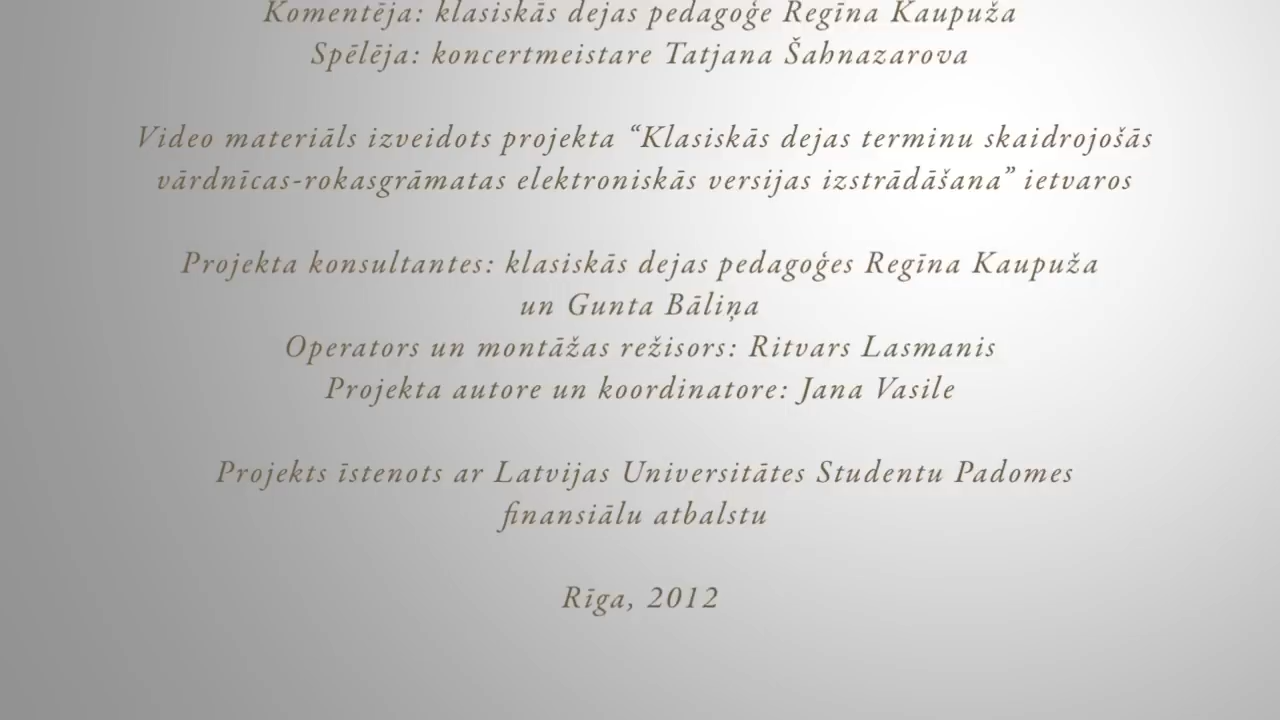 Komentēja: klasiskās dejas pedagoģe Regīna Kaupuža
Spēlēja: koncertmeistare Tatjana Šahnazarova
Video materiāls izveidots projekta “Klasiskās dejas terminu skaidrojošās
vārdnīcas-rokasgrāmatas elektroniskās versijas izstrādāšana” ietvaros
Projekta konsultantes: klasiskās dejas pedagoģes Regīna Kaupuža
un Gunta Bāliņa
Operators un montāžas režisors: Ritvars Lasmanis
Projekta autore un koordinatore: Jana Vasile
Projekts īstenots ar Latvijas Universitātes Studentu Padomes
finansiālu atbalstu
Rīga, 2012